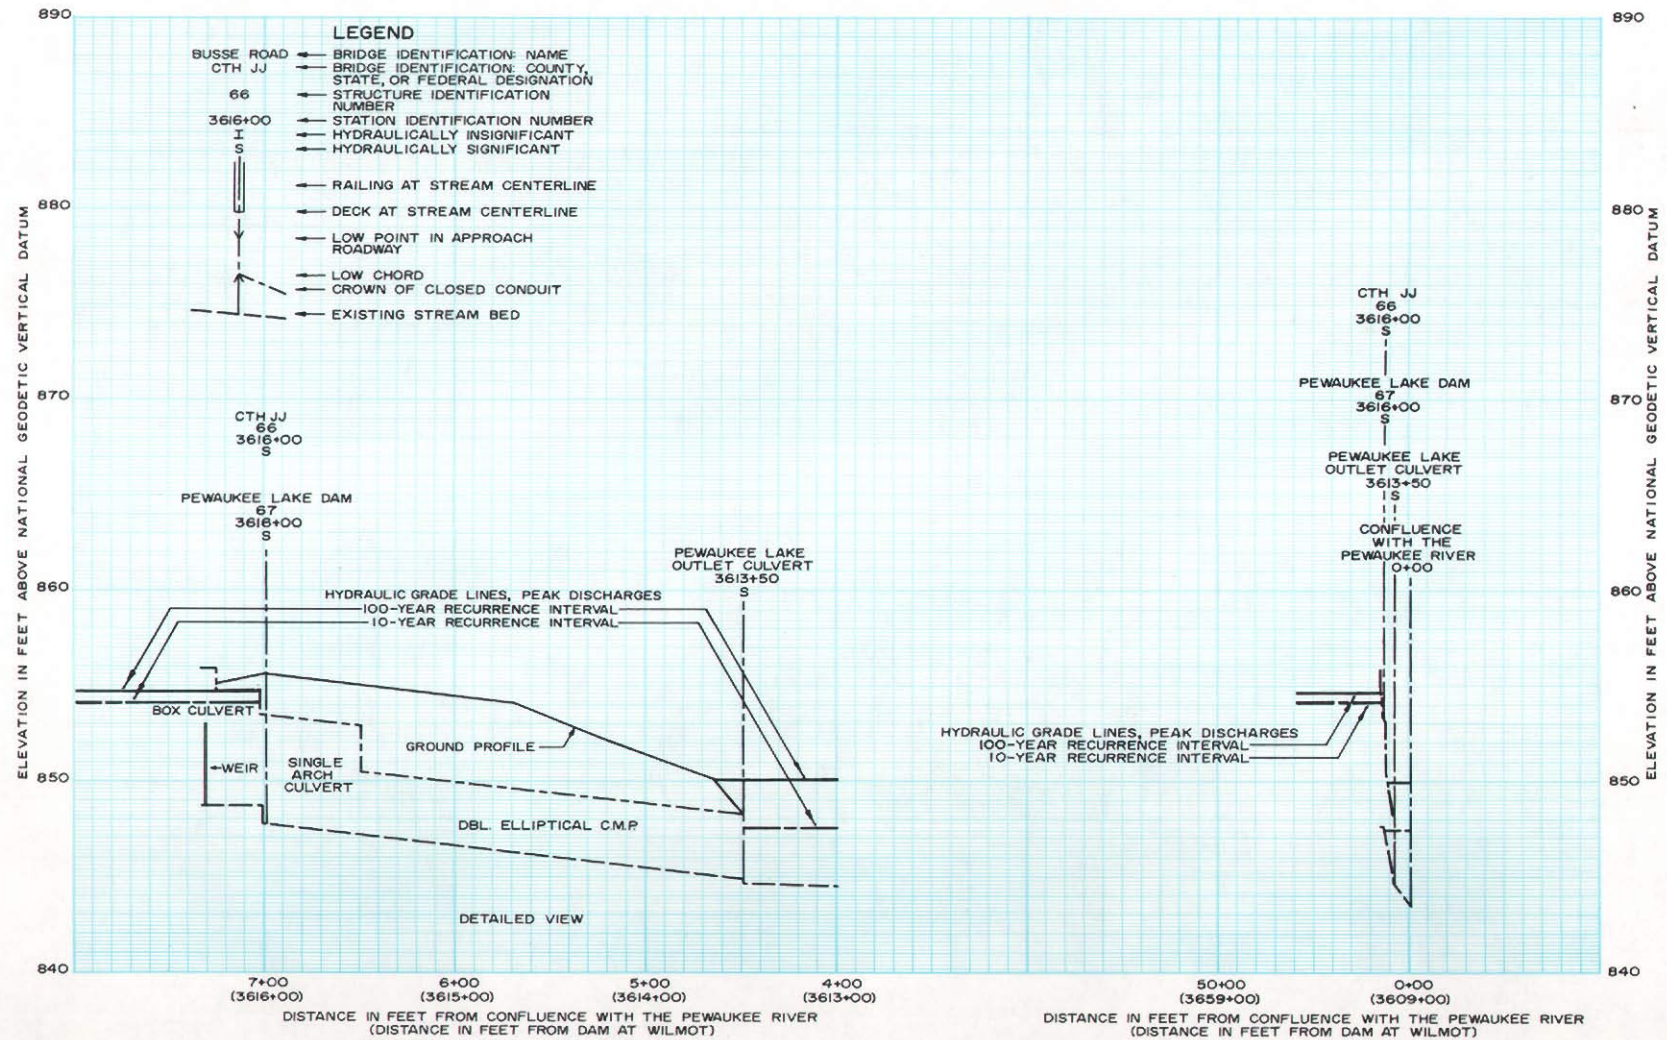 890
880
870
860
850
840
ELEVATION IN FEET ABOVE NATIONAL GEODETIC VERTICAL DATUM
LEGEND
BUSSE ROAD
BRIDGE IDENTIFICATION: NAME
CTH JJ
BRIDGE IDENTIFICATION: COUNTY,
STATE, OR FEDERAL DESIGNATION
66
STRUCTURE IDENTIFICATION
NUMBER
3616+00
STATION IDENTIFICATION NUMBER
I
HYDRAULICALLY INSIGNIFICANT
S
HYDRAULICALLY SIGNIFICANT
RAILING AT STREAM CENTERLINE
DECK AT STREAM CENTERLINE
LOW POINT IN APPROACH
ROADWAY
LOW CHORD
CROWN OF CLOSED CONDUIT
EXISTING STREAM BED
CTH JJ
66
3616+00
S
PEWAUKEE LAKE DAM
67
3616+00
S
PEWAUKEE LAKE
OUTLET CULVERT
3613+50
S
HYDRAULIC GRADE LINES, PEAK DISCHARGES
100-YEAR RECURRENCE INTERVAL
10-YEAR RECURRENCE INTERVAL
BOX CULVERT
GROUND PROFILE
WEIR
SINGLE
ARCH
CULVERT
DBL. ELLIPTICAL C.M.P.
DETAILED VIEW
7+00
(3616+00)
6+00
(3615+00)
5+00
(3614+00)
4+00
(3613+00)
DISTANCE IN FEET FROM CONFLUENCE WITH THE PEWAUKEE RIVER
(DISTANCE IN FEET FROM DAM AT WILMOT)
CTH JJ
66
3616+00
S
PEWAUKEE LAKE DAM
67
3616+00
S
PEWAUKEE LAKE
OUTLET CULVERT
3613+50
S
CONFLUENCE
WITH THE
PEWAUKEE RIVER
0+00
HYDRAULIC GRADE LINES, PEAK DISCHARGES
100-YEAR RECURRENCE INTERVAL
10-YEAR RECURRENCE INTERVAL
50+00
(3659+00)
0+00
(3609+00)
DISTANCE IN FEET FROM CONFLUENCE WITH THE PEWAUKEE RIVER
(DISTANCE IN FEET FROM DAM AT WILMOT)
890
880
870
860
850
840
ELEVATION IN FEET ABOVE NATIONAL GEODETIC VERTICAL DATUM